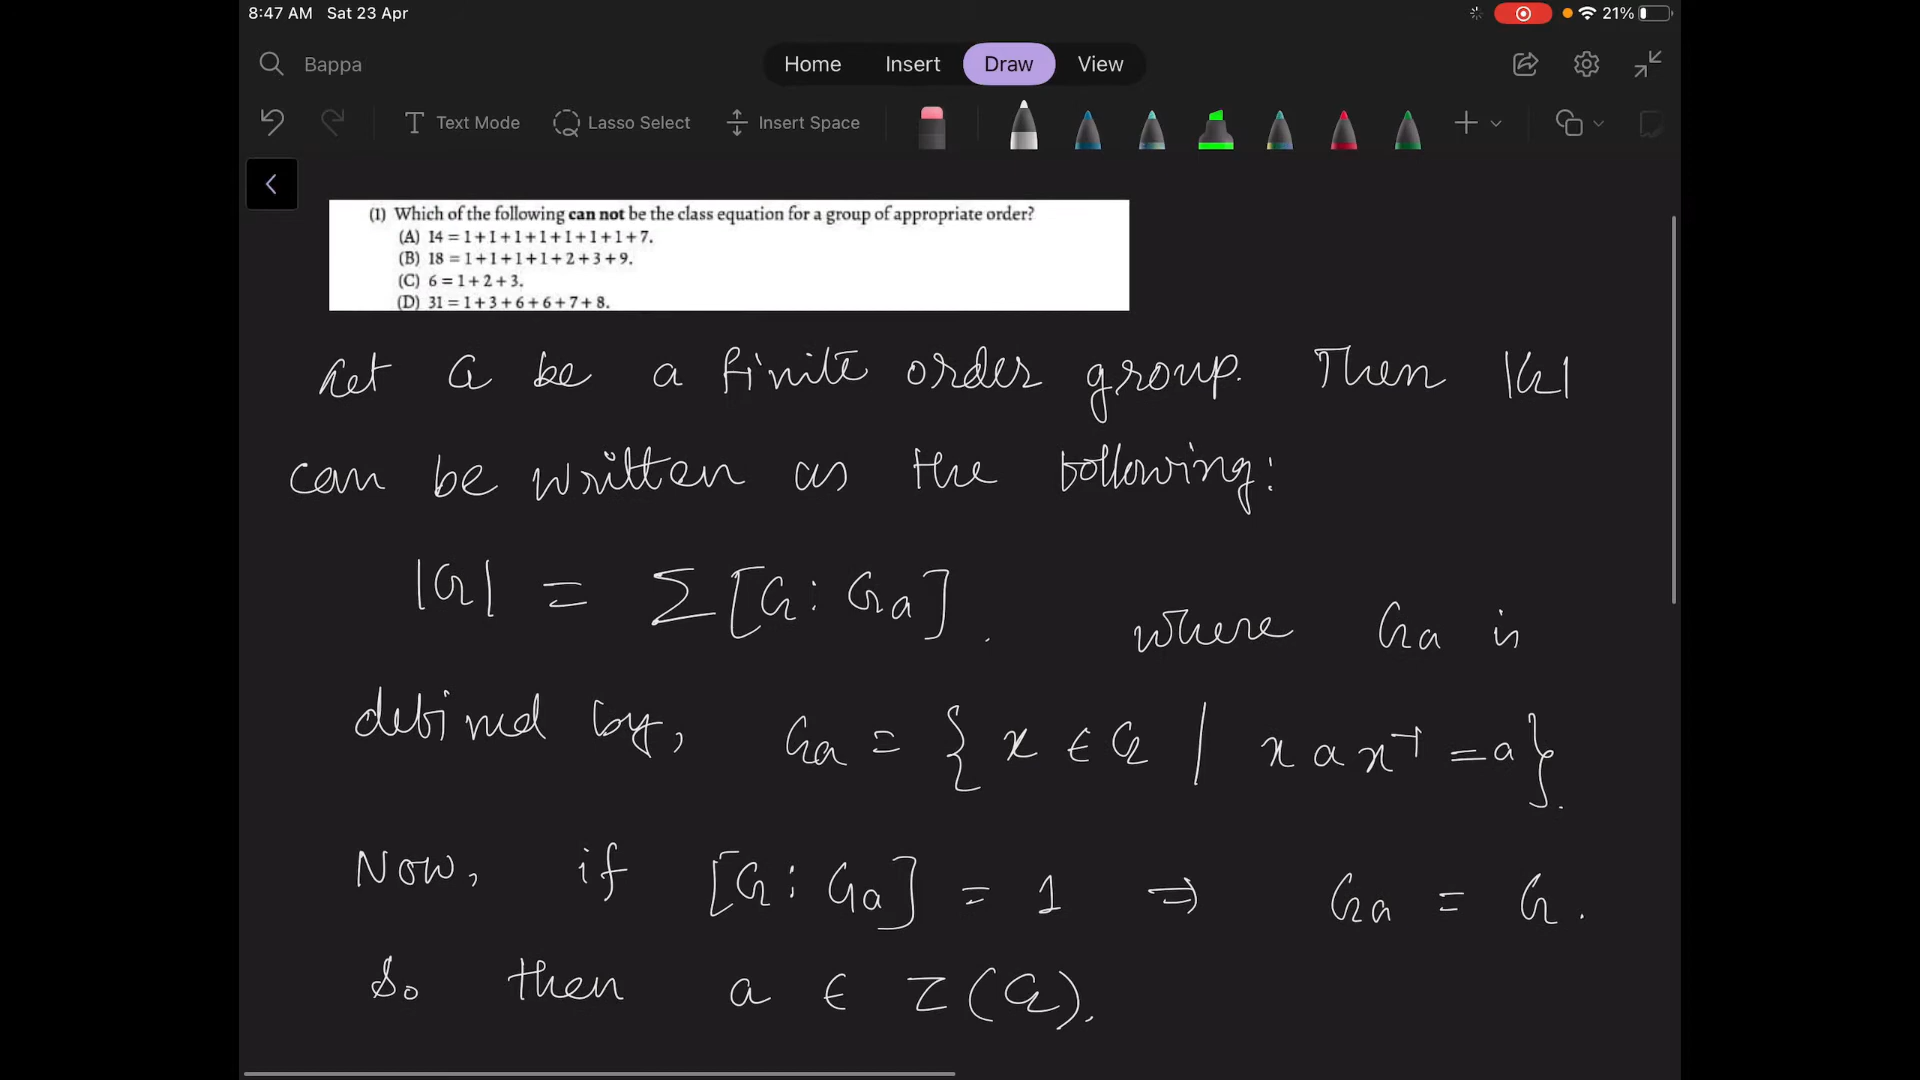 8:47 AM Sat 23 Apr 21%
Bappa Home Insert Draw View
Text Mode Lasso Select Insert Space
(1) Which of the following can not be the class equation for a group of appropriate order?
(A) 14 = 1+1+1+1+1+1+1+7.
(B) 18 = 1+1+1+1+2+3+9.
(C) 6 = 1+2+3.
(D) 31 = 1+3+6+6+7+8.
Let G be a finite order group. Then |G|
can be written as the following:
|G| = Σ [G : Ga]. where Ga is
defined by, Ga = { x ∈ G | x a x⁻¹ = a }.
Now, if [G : Ga] = 1 ⇒ Ga = G.
So then a ∈ Z(G).